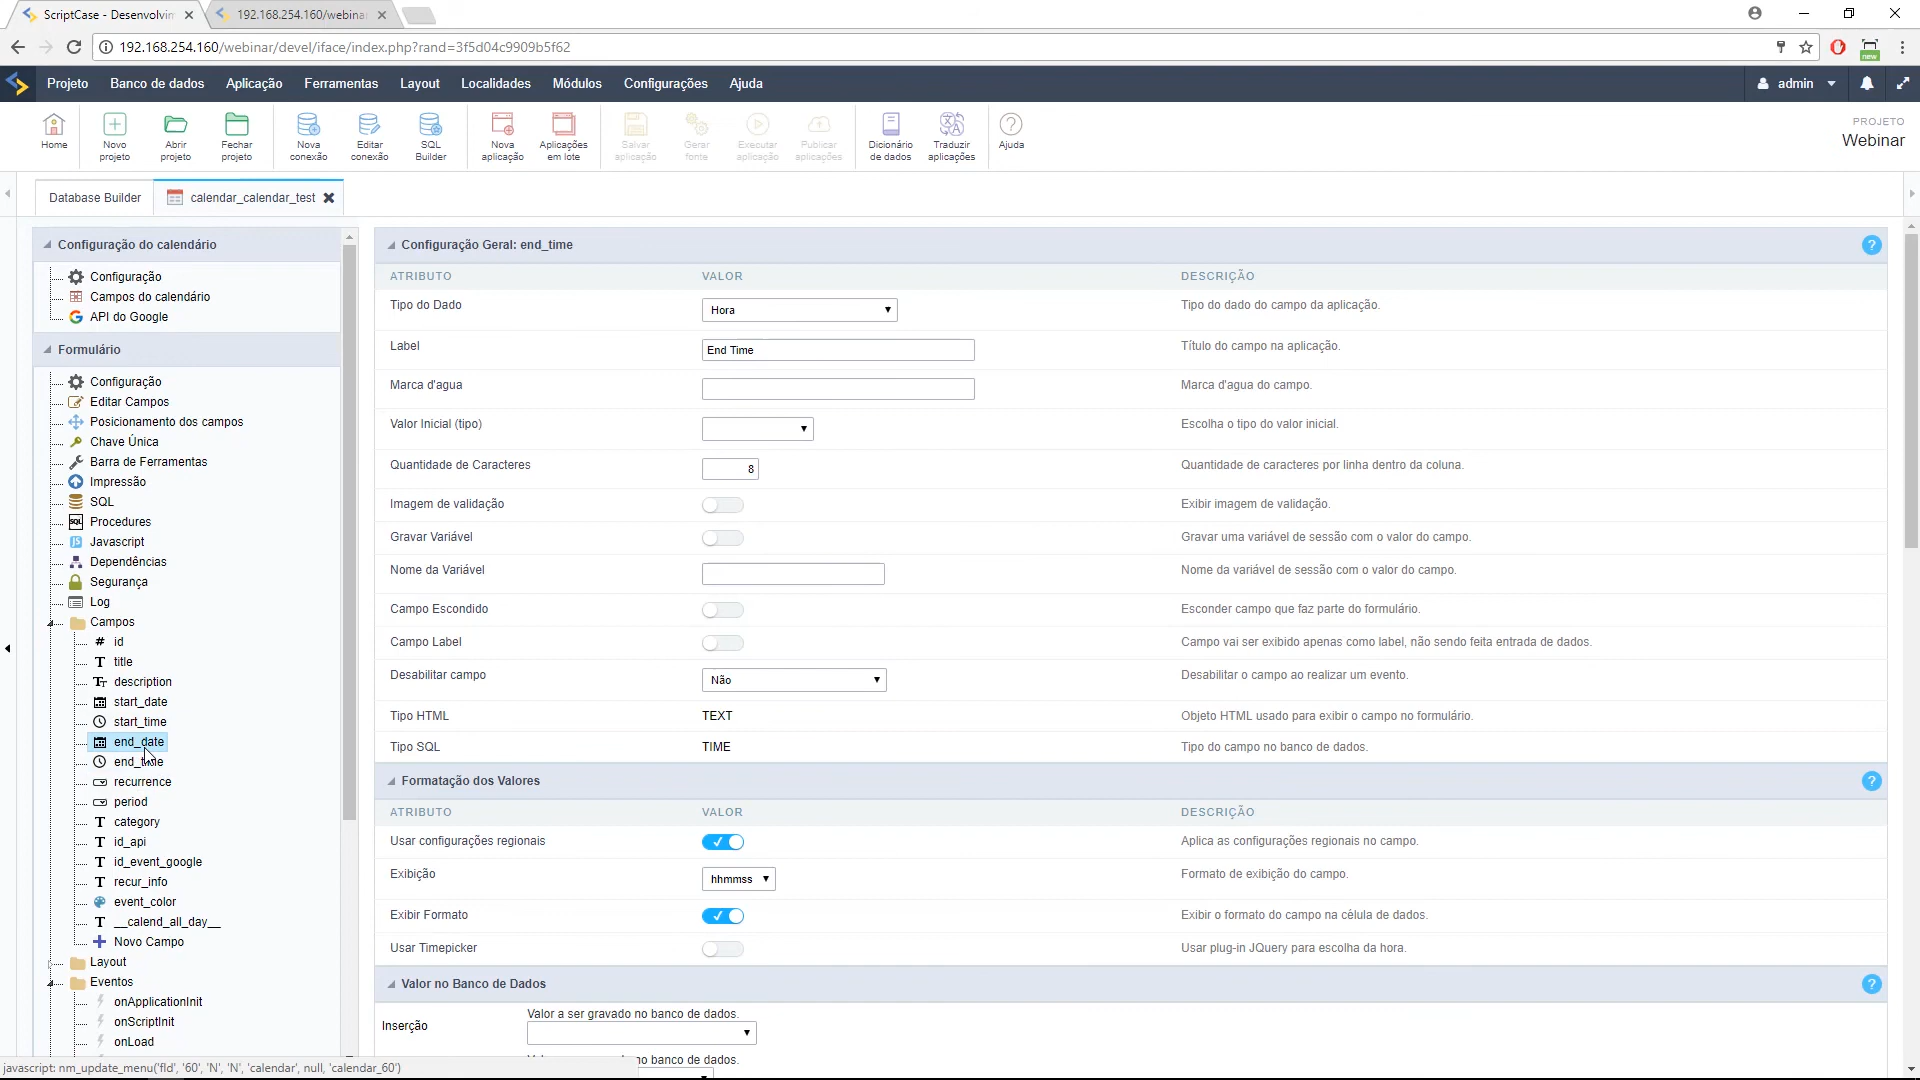 ScriptCase - Desenvolvin
192.168.254.160/webinar
192.168.254.160/webinar/devel/iface/index.php?rand=3f5d04c9909b5f62
new
Projeto Banco de dados Aplicação Ferramentas Layout Localidades Módulos Configurações Ajuda
admin
Home
Novo projeto
Abrir projeto
Fechar projeto
Nova conexão
Editar conexão
SQL Builder
Nova aplicação
Aplicações em lote
Salvar aplicação
Gerar fonte
Executar aplicação
Publicar aplicações
Dicionário de dados
Traduzir aplicações
Ajuda
PROJETO
Webinar
Database Builder
calendar_calendar_test
Configuração do calendário
Configuração
Campos do calendário
API do Google
Formulário
Configuração
Editar Campos
Posicionamento dos campos
Chave Única
Barra de Ferramentas
Impressão
SQL
Procedures
Javascript
Dependências
Segurança
Log
Campos
id
title
description
start_date
start_time
end_date
end_time
recurrence
period
category
id_api
id_event_google
recur_info
event_color
__calend_all_day__
Novo Campo
Layout
Eventos
onApplicationInit
onScriptInit
onLoad
javascript: nm_update_menu('fld', '60', 'N', 'N', 'calendar', null, 'calendar_60')
Configuração Geral: end_time
ATRIBUTO VALOR DESCRIÇÃO
Tipo do Dado Hora Tipo do dado do campo da aplicação.
Label End Time Título do campo na aplicação.
Marca d'agua Marca d'agua do campo.
Valor Inicial (tipo) Escolha o tipo do valor inicial.
Quantidade de Caracteres 8 Quantidade de caracteres por linha dentro da coluna.
Imagem de validação Exibir imagem de validação.
Gravar Variável Gravar uma variável de sessão com o valor do campo.
Nome da Variável Nome da variável de sessão com o valor do campo.
Campo Escondido Esconder campo que faz parte do formulário.
Campo Label Campo vai ser exibido apenas como label, não sendo feita entrada de dados.
Desabilitar campo Não Desabilitar o campo ao realizar um evento.
Tipo HTML TEXT Objeto HTML usado para exibir o campo no formulário.
Tipo SQL TIME Tipo do campo no banco de dados.
Formatação dos Valores
ATRIBUTO VALOR DESCRIÇÃO
Usar configurações regionais Aplica as configurações regionais no campo.
Exibição hhmmss Formato de exibição do campo.
Exibir Formato Exibir o formato do campo na célula de dados.
Usar Timepicker Usar plug-in JQuery para escolha da hora.
Valor no Banco de Dados
Valor a ser gravado no banco de dados.
Inserção
no banco de dados.